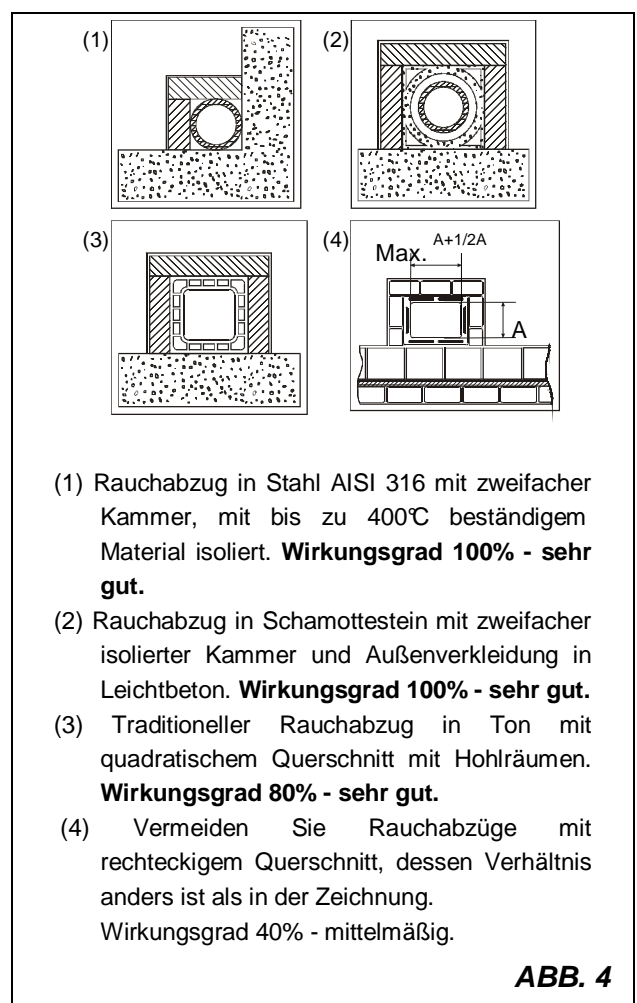 (1)
(2)
(3)
(4)
Max.
A+1/2A
A
(1) Rauchabzug in Stahl AISI 316 mit zweifacher
Kammer, mit bis zu 400℃ beständigem
Material isoliert. Wirkungsgrad 100% - sehr
gut.
(2) Rauchabzug in Schamottestein mit zweifacher
isolierter Kammer und Außenverkleidung in
Leichtbeton. Wirkungsgrad 100% - sehr gut.
(3) Traditioneller Rauchabzug in Ton mit
quadratischem Querschnitt mit Hohlräumen.
Wirkungsgrad 80% - sehr gut.
(4) Vermeiden Sie Rauchabzüge mit
rechteckigem Querschnitt, dessen Verhältnis
anders ist als in der Zeichnung.
Wirkungsgrad 40% - mittelmäßig.
ABB. 4